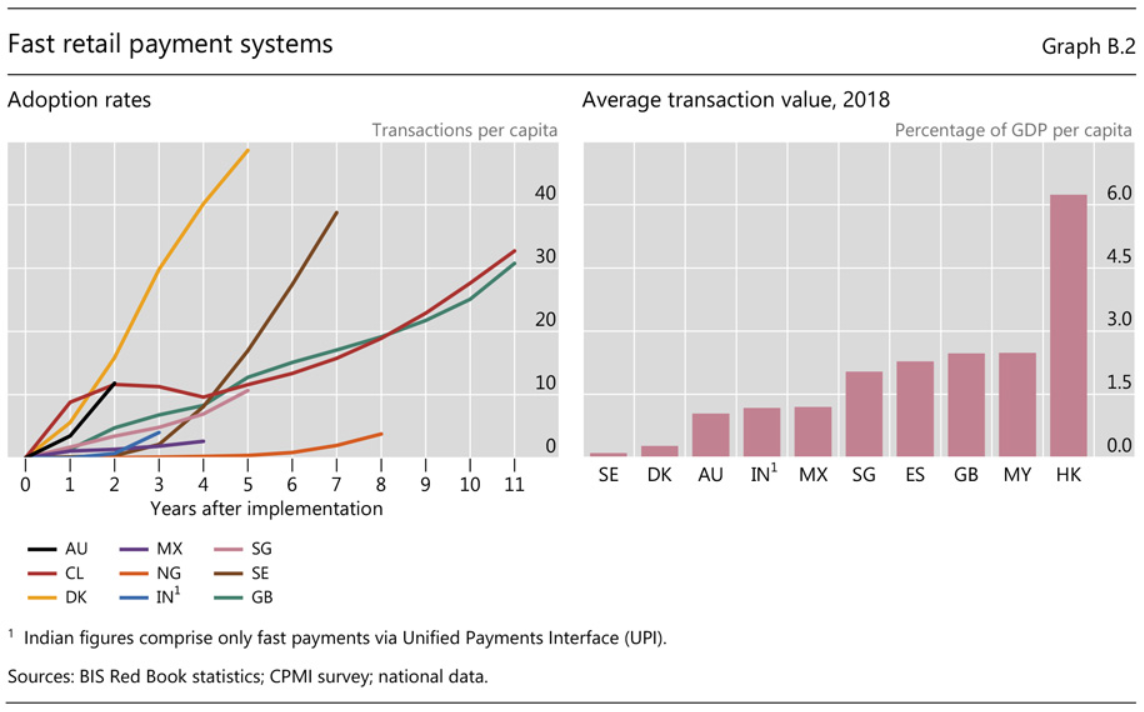 Fast retail payment systems
Graph B.2
Adoption rates
Transactions per capita
40
30
20
10
0
0 1 2 3 4 5 6 7 8 9 10 11
Years after implementation
AU MX SG
CL NG SE
DK IN¹ GB
Average transaction value, 2018
Percentage of GDP per capita
6.0
4.5
3.0
1.5
0.0
SE DK AU IN¹ MX SG ES GB MY HK
¹ Indian figures comprise only fast payments via Unified Payments Interface (UPI).
Sources: BIS Red Book statistics; CPMI survey; national data.